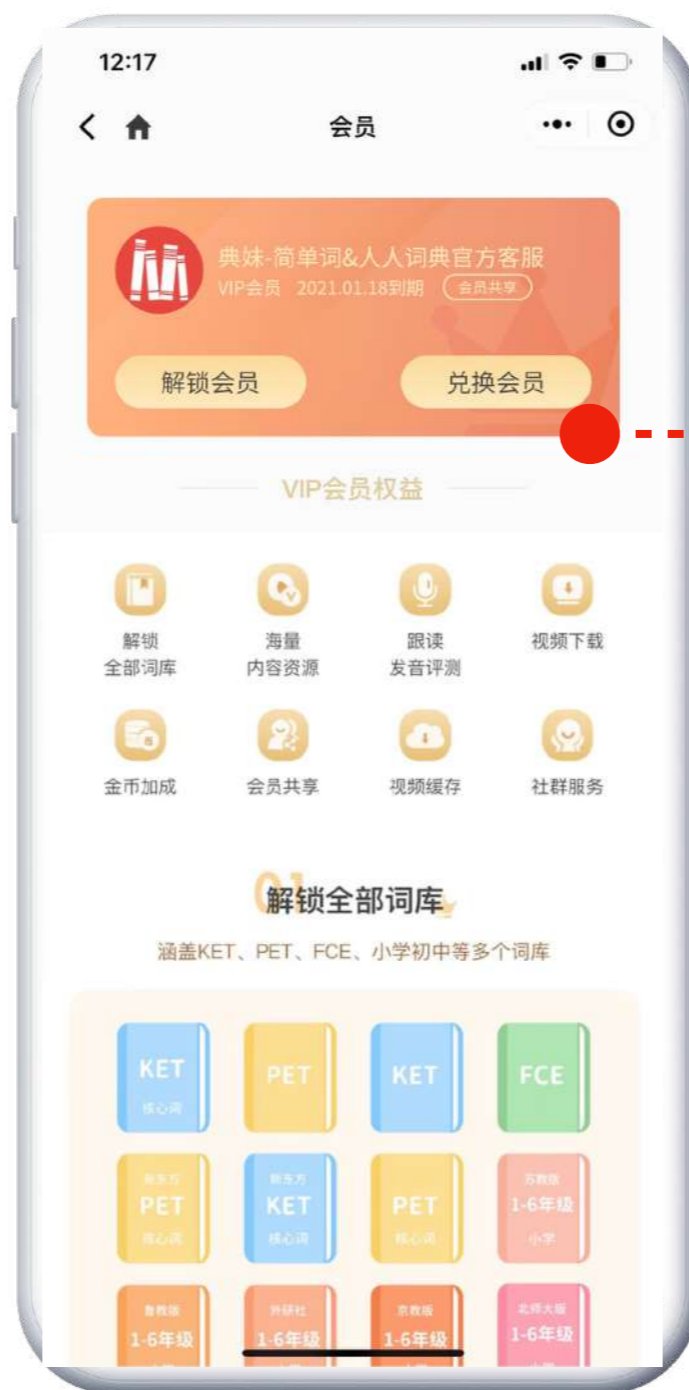 12:17
会员
典妹-简单词&人人词典官方客服
VIP会员 2021.01.18到期 会员共享
解锁会员 兑换会员
VIP会员权益
解锁 海量 跟读 视频下载
全部词库 内容资源 发音评测
金币加成 会员共享 视频缓存 社群服务
01
解锁全部词库
涵盖KET、PET、FCE、小学初中等多个词库
KET PET KET FCE
核心词
新东方 新东方 苏教版
PET KET PET 1-6年级
核心词 核心词 核心词 小学
鲁教版 外研社 京教版 北师大版
1-6年级 1-6年级 1-6年级 1-6年级